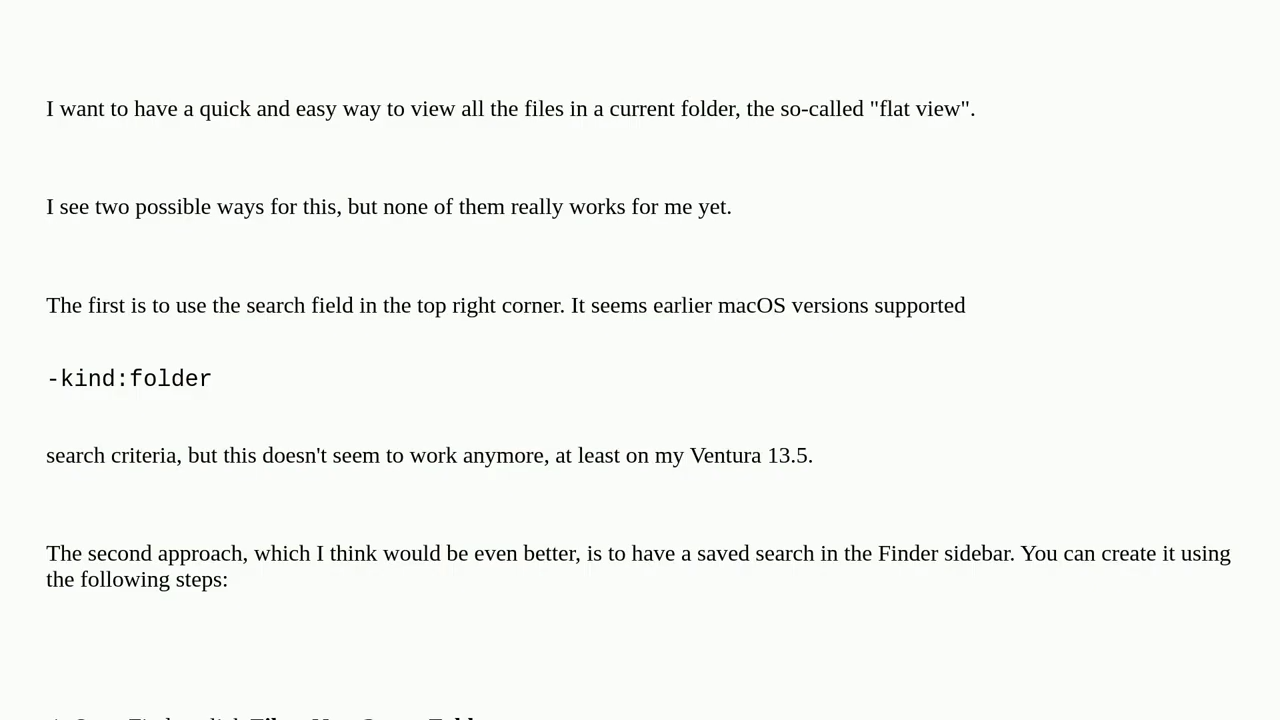 I want to have a quick and easy way to view all the files in a current folder, the so-called "flat view".
I see two possible ways for this, but none of them really works for me yet.
The first is to use the search field in the top right corner. It seems earlier macOS versions supported
-kind:folder
search criteria, but this doesn't seem to work anymore, at least on my Ventura 13.5.
The second approach, which I think would be even better, is to have a saved search in the Finder sidebar. You can create it using
the following steps: